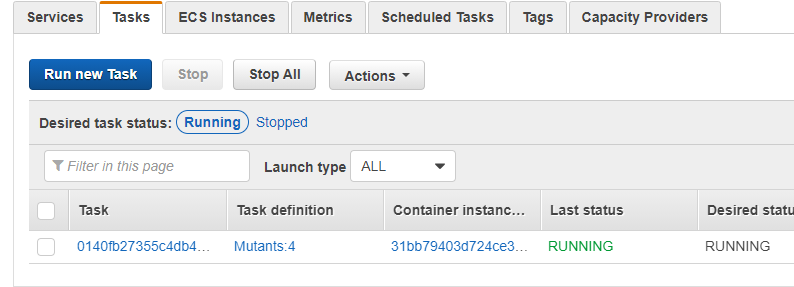 Services Tasks ECS Instances Metrics Scheduled Tasks Tags Capacity Providers
Run new Task Stop Stop All Actions
Desired task status: Running Stopped
Filter in this page Launch type ALL
Task Task definition Container instanc... Last status Desired statu
0140fb27355c4db4... Mutants:4 31bb79403d724ce3... RUNNING RUNNING